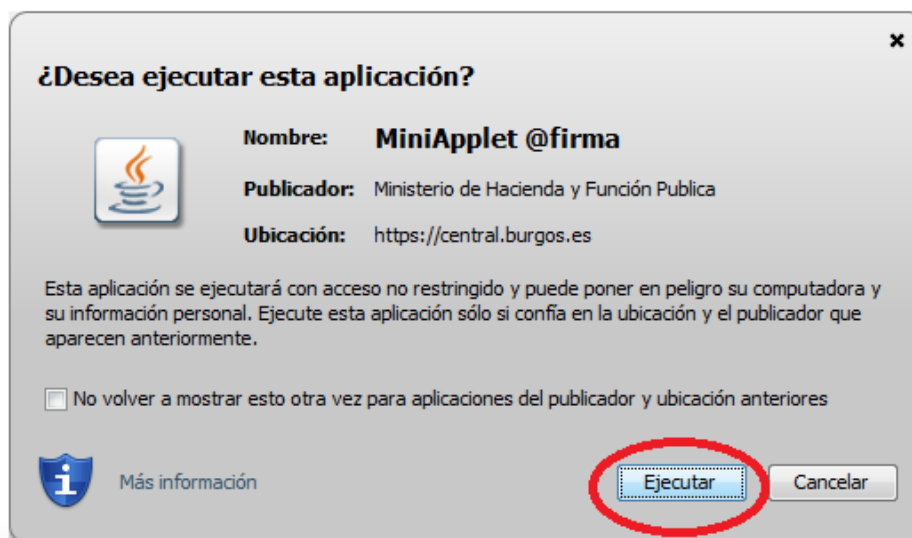 ¿Desea ejecutar esta aplicación?
Nombre: MiniApplet @firma
Publicador: Ministerio de Hacienda y Función Publica
Ubicación: https://central.burgos.es
Esta aplicación se ejecutará con acceso no restringido y puede poner en peligro su computadora y
su información personal. Ejecute esta aplicación sólo si confía en la ubicación y el publicador que
aparecen anteriormente.
No volver a mostrar esto otra vez para aplicaciones del publicador y ubicación anteriores
Más información
Ejecutar
Cancelar